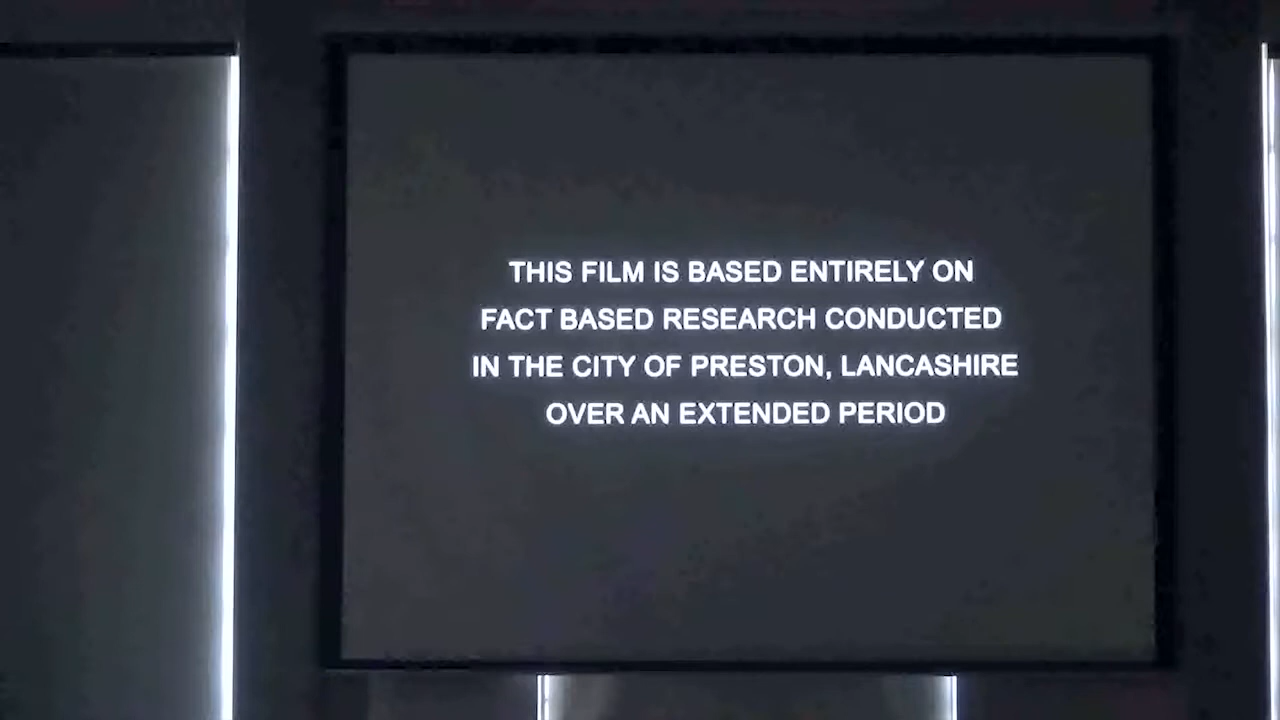 THIS FILM IS BASED ENTIRELY ON
FACT BASED RESEARCH CONDUCTED
IN THE CITY OF PRESTON, LANCASHIRE
OVER AN EXTENDED PERIOD